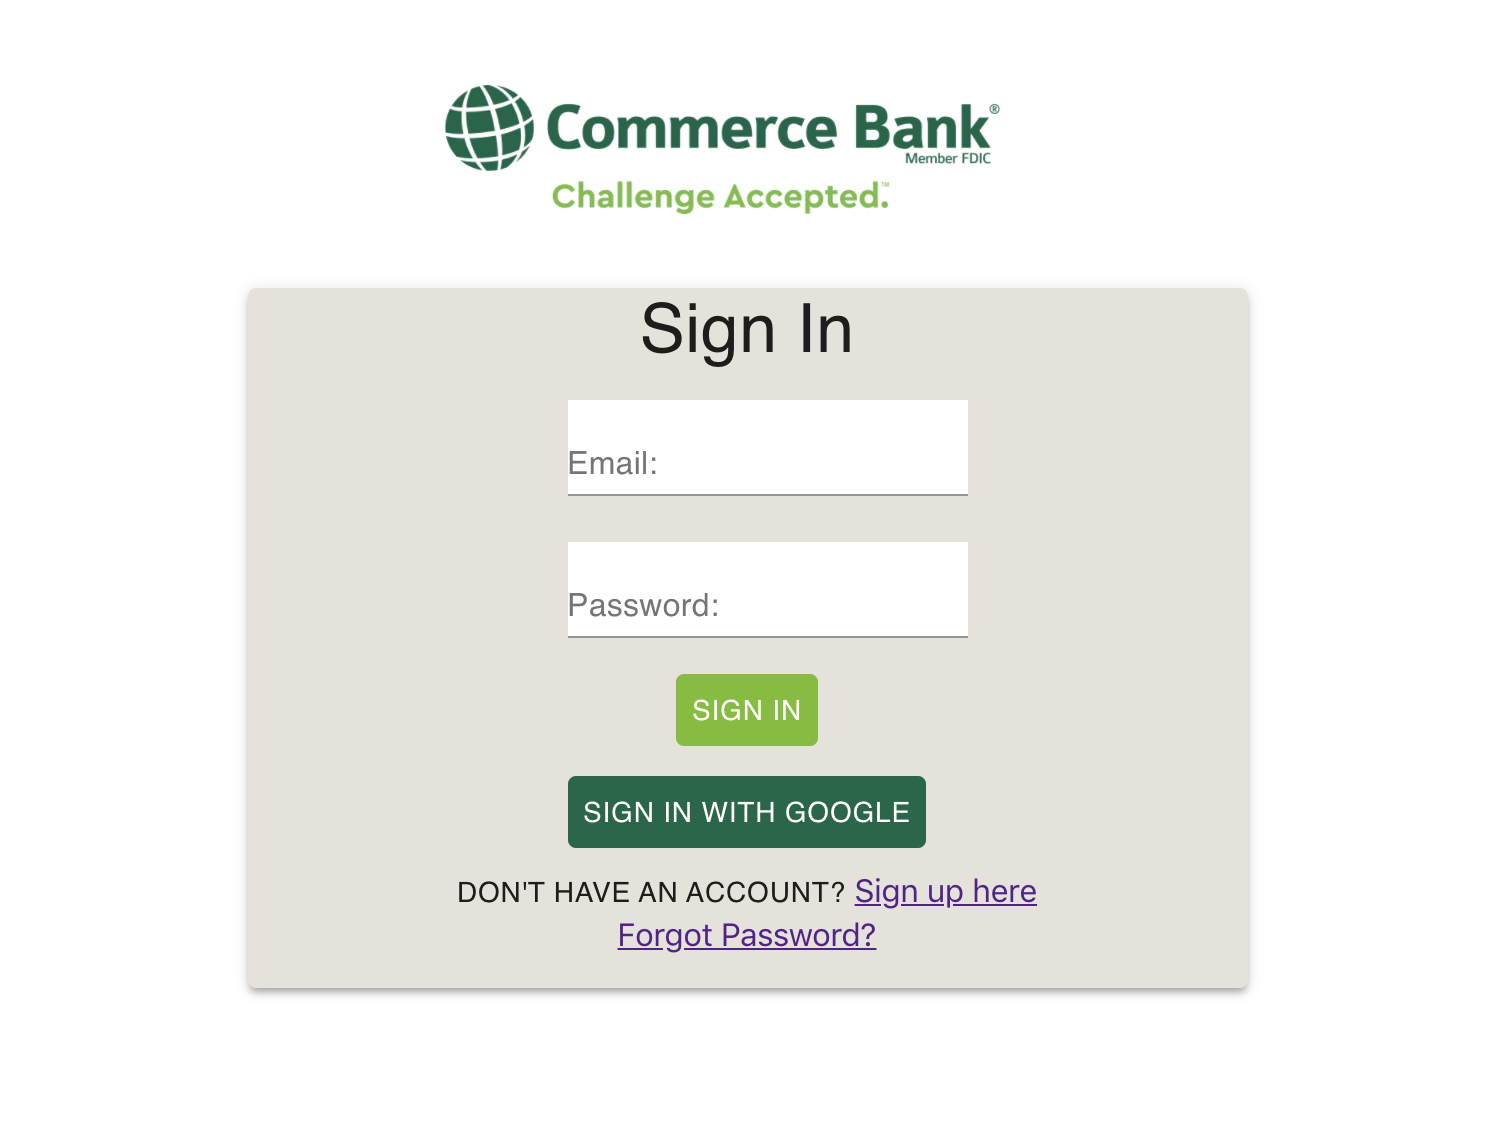 Commerce Bank®
Member FDIC
Challenge Accepted.™
Sign In
Email:
Password:
SIGN IN
SIGN IN WITH GOOGLE
DON'T HAVE AN ACCOUNT? Sign up here
Forgot Password?